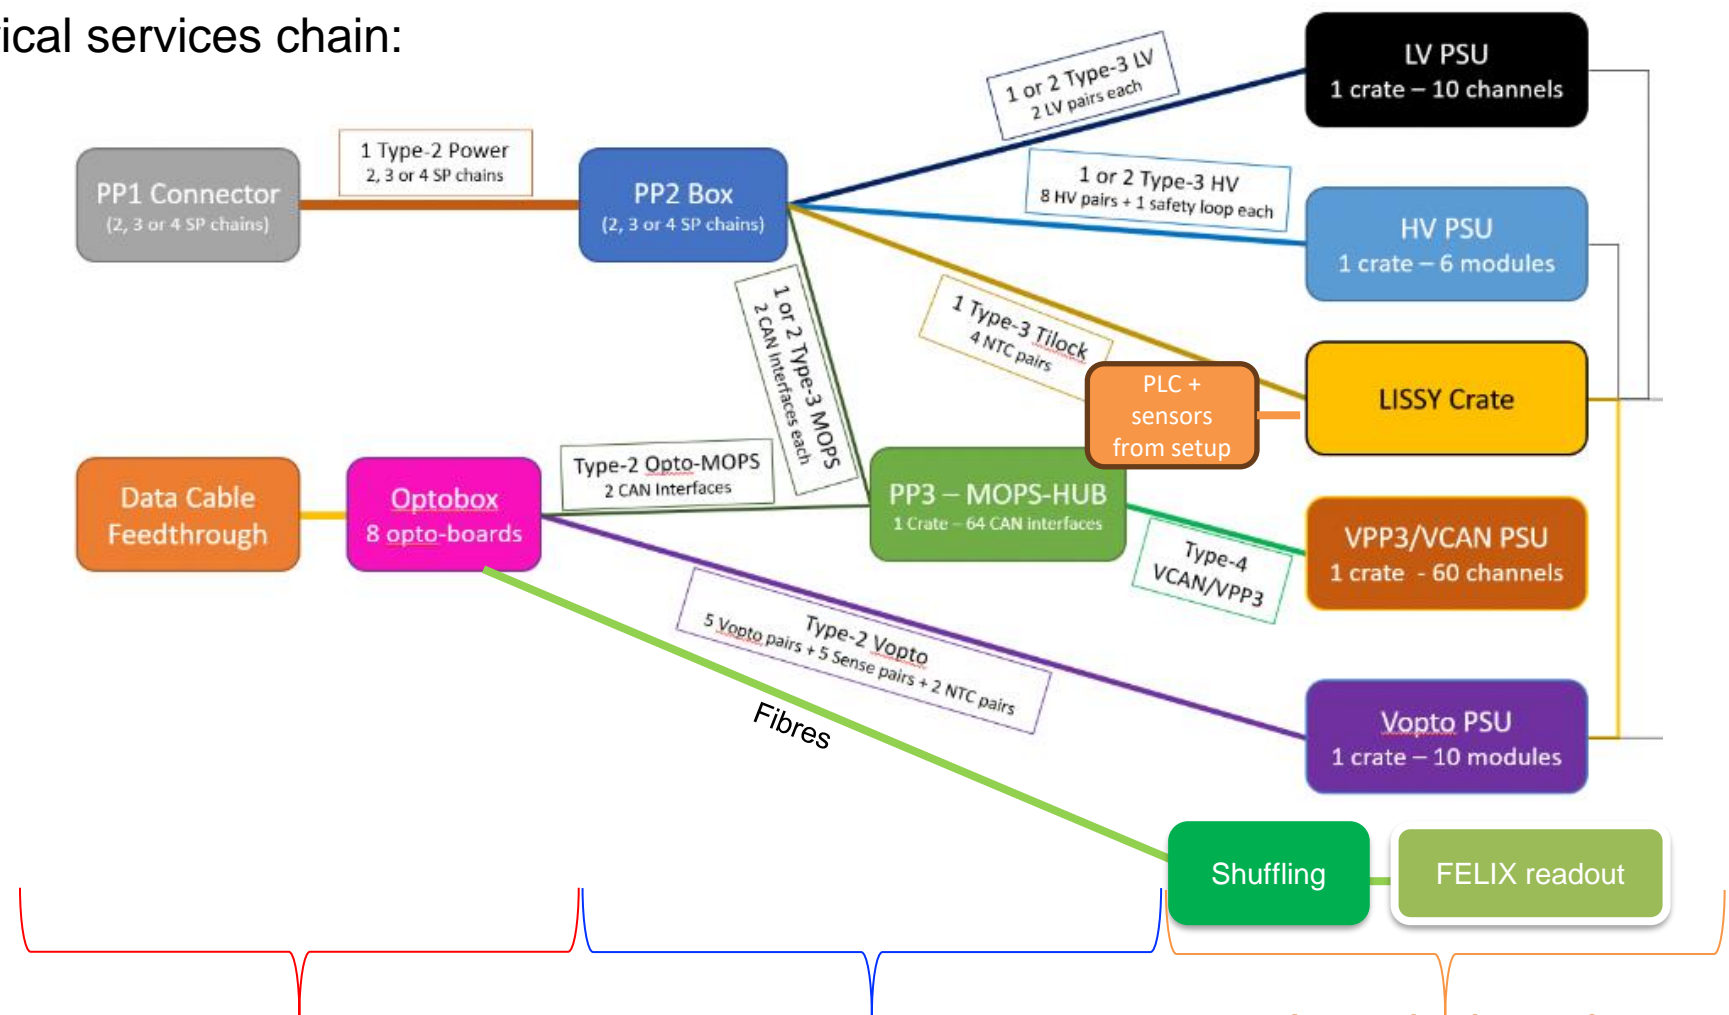 ical services chain:
LV PSU
1 crate – 10 channels
1 or 2 Type-3 LV
2 LV pairs each
1 Type-2 Power
2, 3 or 4 SP chains
PP1 Connector
(2, 3 or 4 SP chains)
PP2 Box
(2, 3 or 4 SP chains)
1 or 2 Type-3 HV
8 HV pairs + 1 safety loop each
HV PSU
1 crate – 6 modules
1 or 2 Type-3 MOPS
2 CAN Interfaces each
1 Type-3 Tilock
4 NTC pairs
PLC +
sensors
from setup
LISSY Crate
Type-2 Opto-MOPS
2 CAN Interfaces
Data Cable
Feedthrough
Optobox
8 opto-boards
PP3 – MOPS-HUB
1 Crate – 64 CAN interfaces
Type-4
VCAN/VPP3
VPP3/VCAN PSU
1 crate - 60 channels
Type-2 Vopto
5 Vopto pairs + 5 Sense pairs + 2 NTC pairs
Fibres
Vopto PSU
1 crate – 10 modules
Shuffling
FELIX readout